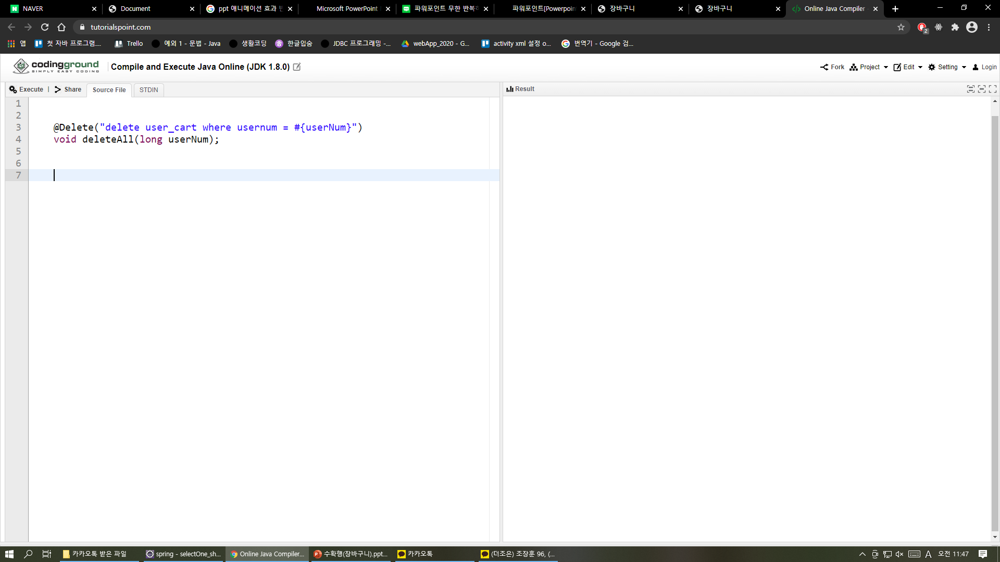 NAVER
Document
ppt 애니메이션 효과
Microsoft PowerPoint
파워포인트 무한 반복
파워포인트[Powerpoin
장바구니
장바구니
Online Java Compiler
tutorialspoint.com
2
앱
첫 자바 프로그램....
Trello
예외 1 - 문법 - Java
생활코딩
한글입숨
JDBC 프로그래밍 -...
webApp_2020 - G...
activity xml 설정 o...
번역기 - Google 검...
codingground
SIMPLY EASY CODING
Compile and Execute Java Online (JDK 1.8.0)
Fork
Project
Edit
Setting
Login
Execute | Share
Source File
STDIN
Result
1
2
3 @Delete("delete user_cart where usernum = #{userNum}")
4 void deleteAll(long userNum);
5
6
7
카카오톡 받은 파일
spring - selectOne_sh...
Online Java Compiler...
수확행(장바구니).ppt...
카카오톡
(더조은) 조장훈 96, (...
A
오전 11:47